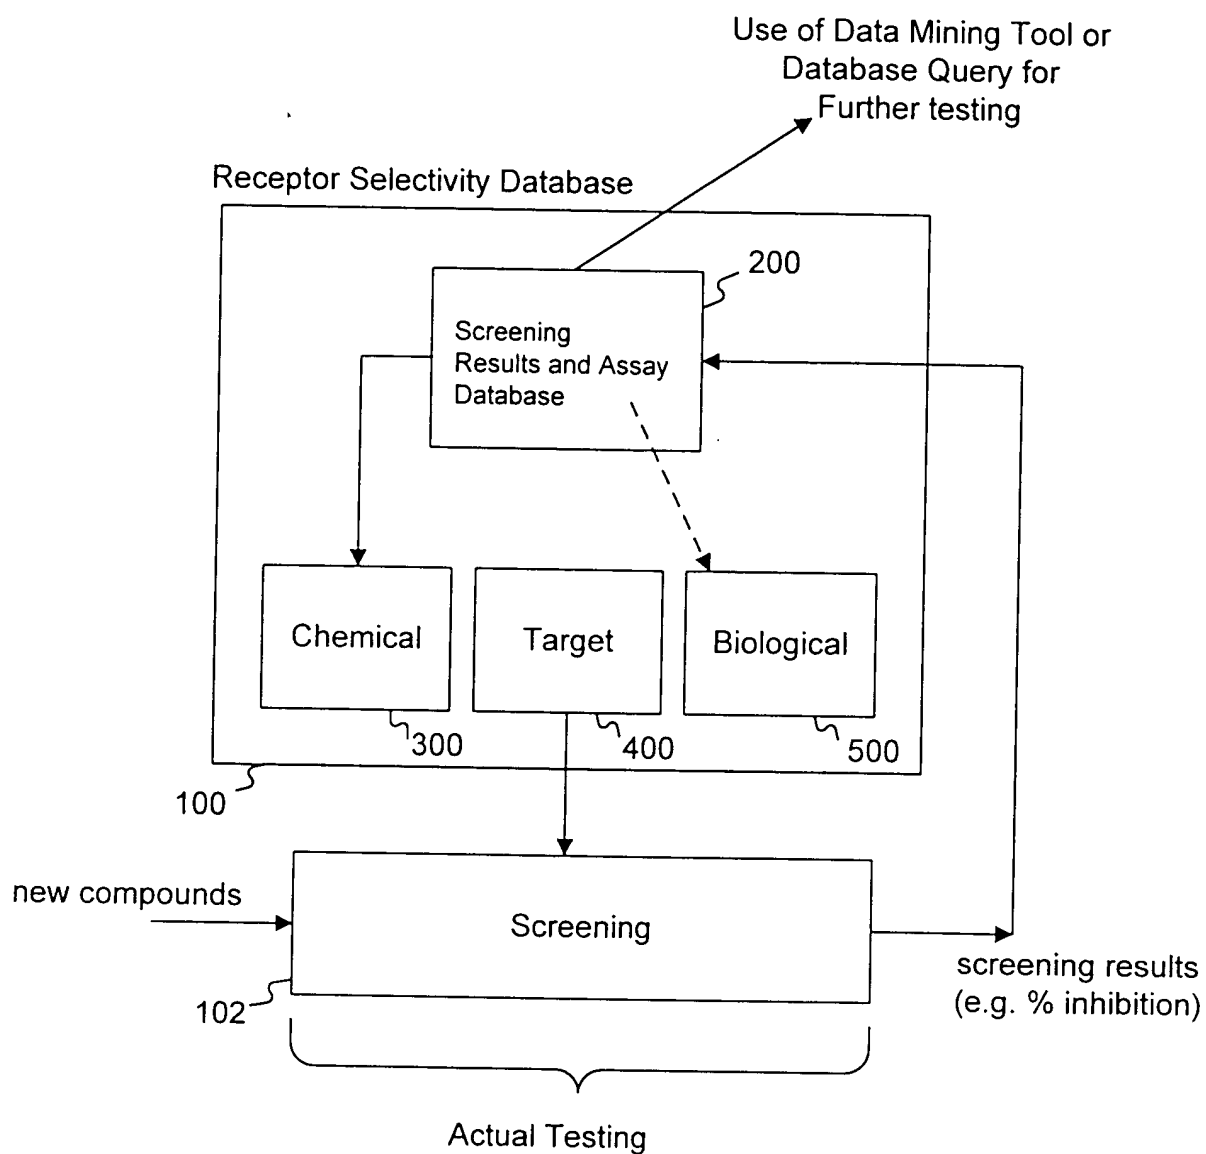 Use of Data Mining Tool or
Database Query for
Further testing
Receptor Selectivity Database
200
Screening
Results and Assay
Database
Chemical
Target
Biological
300
400
500
100
new compounds
Screening
102
screening results
(e.g. % inhibition)
Actual Testing